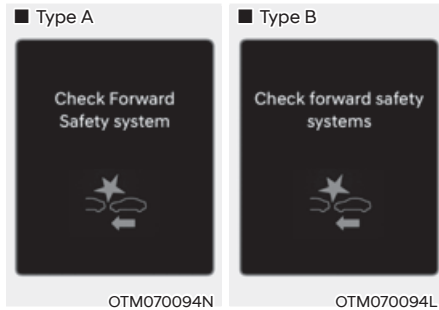 ■ Type A
Check Forward
Safety system
OTM070094N
■ Type B
Check forward safety
systems
OTM070094L